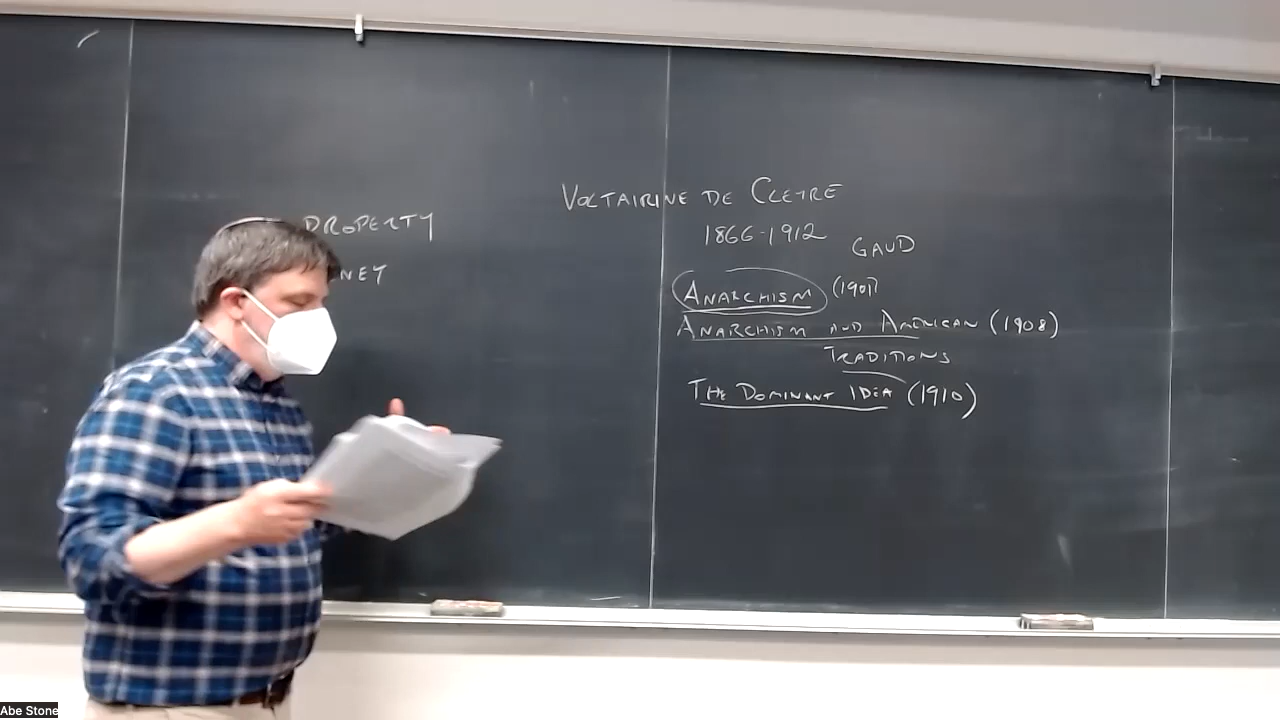 PROPERTY
NET
VOLTAIRINE DE CLEYRE
1866-1912
GAUD
ANARCHISM (1901)
ANARCHISM AND AMERICAN (1908)
TRADITIONS
THE DOMINANT IDEA (1910)
Abe Stone